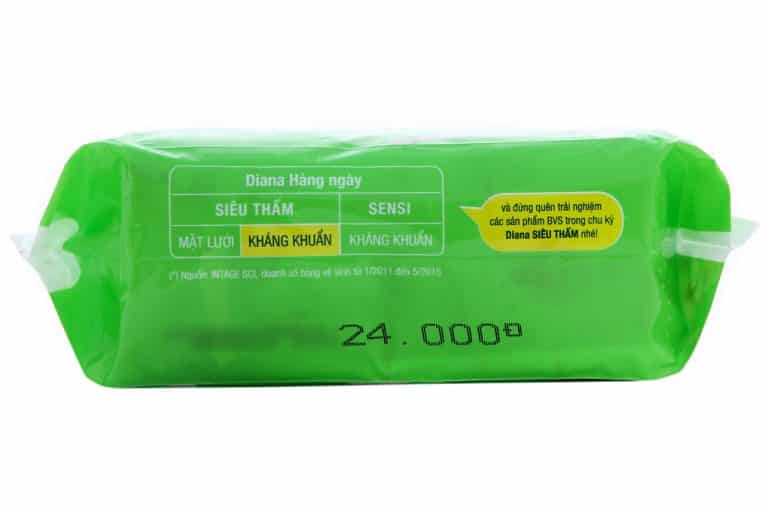 Diana Hàng ngày
SIÊU THẤM SENSI
MẶT LƯỚI KHÁNG KHUẨN KHÁNG KHUẨN
(*) Nguồn: INTAGE SCI, doanh số băng vệ sinh từ 1/2011 đến 5/2015
và đừng quên trải nghiệm
các sản phẩm BVS trong chu kỳ
Diana SIÊU THẤM nhé!
24.000Đ